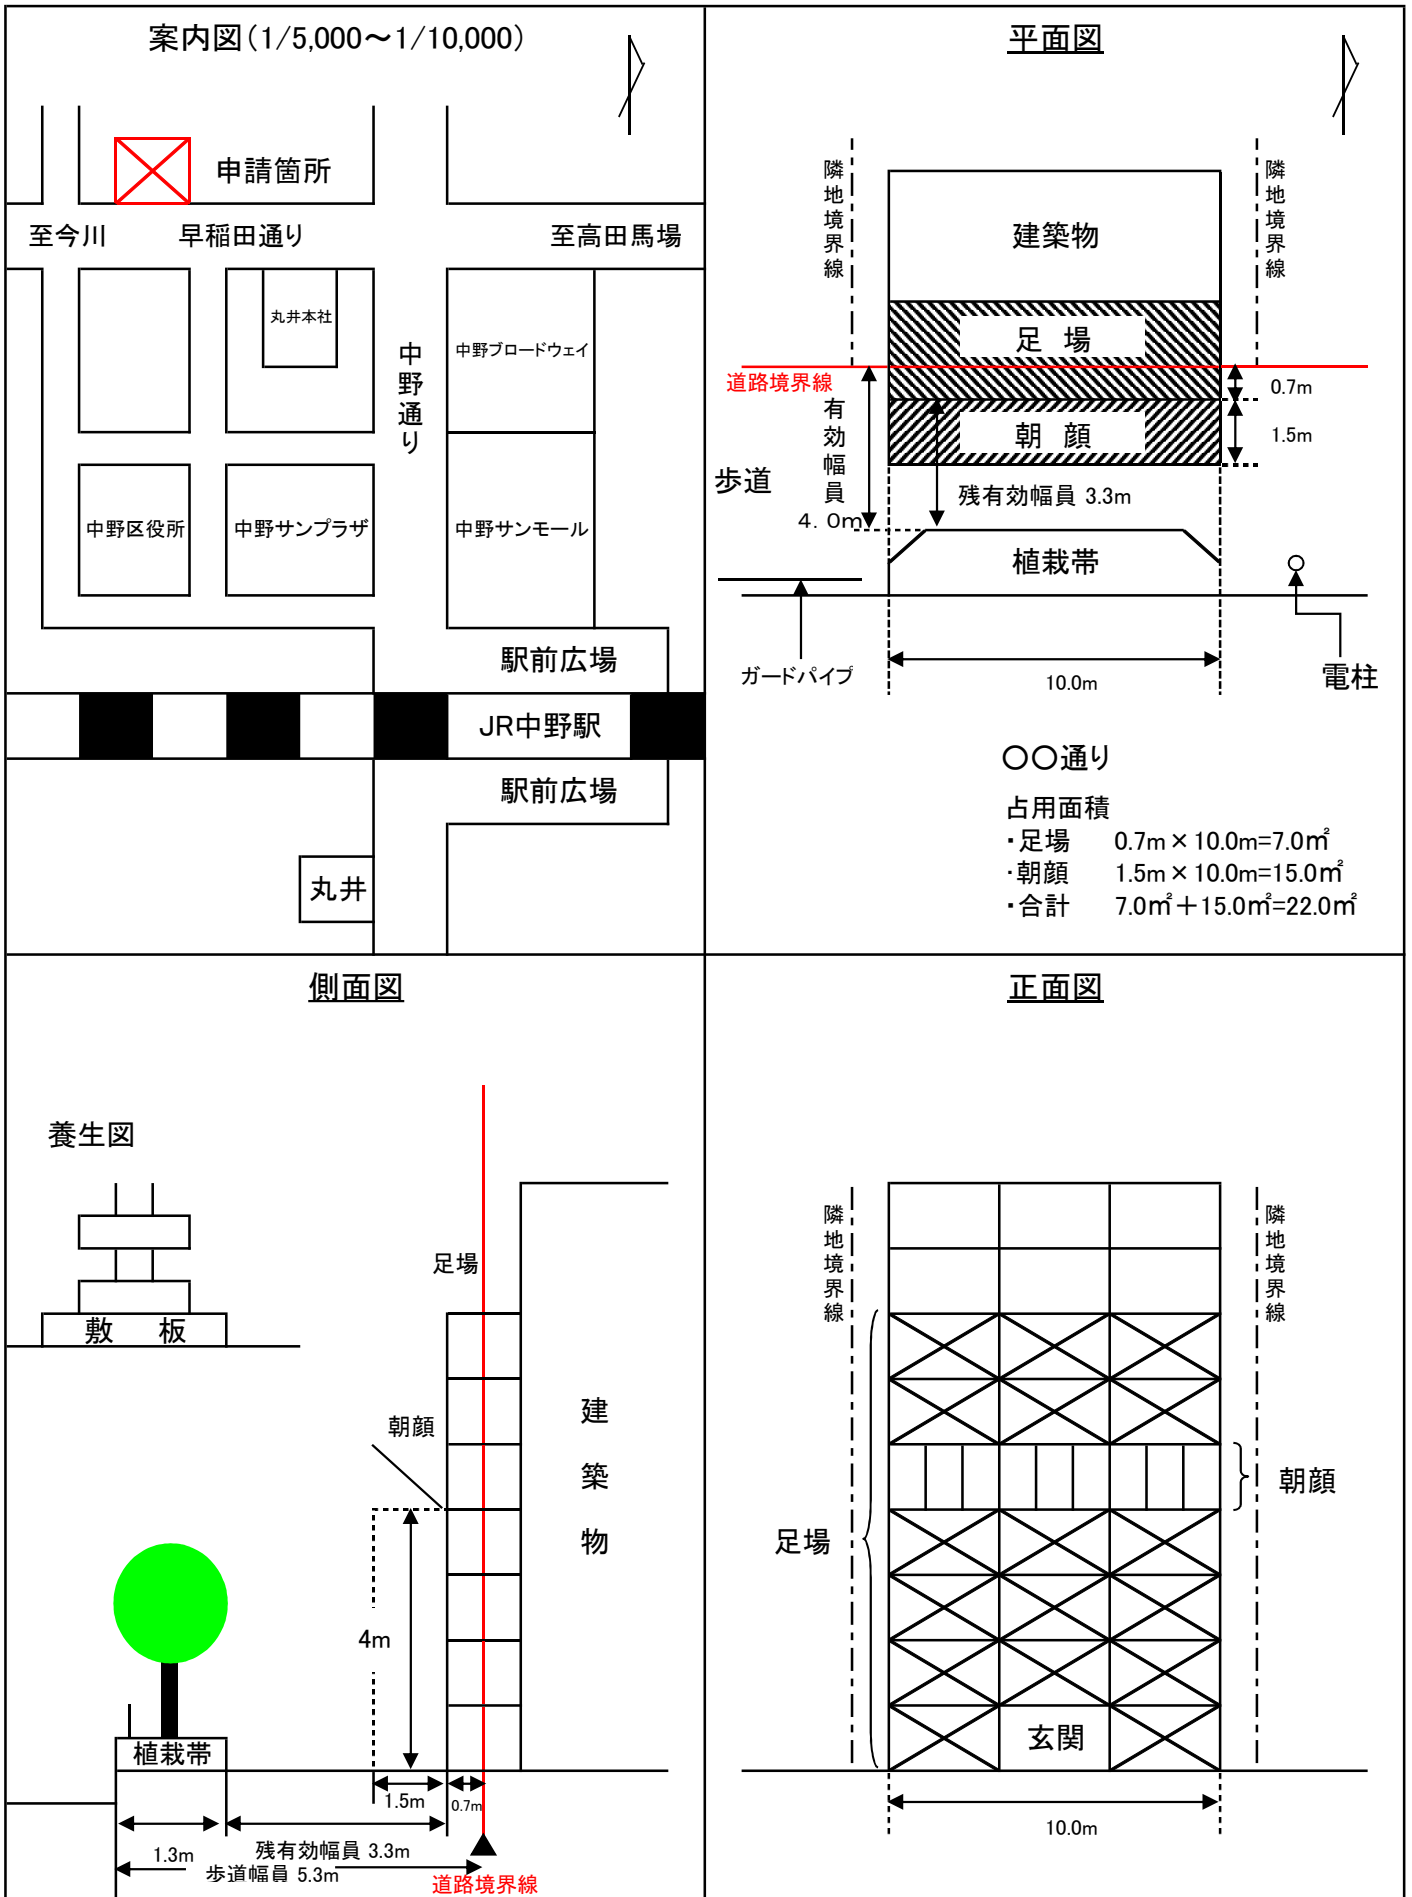 案内図(1/5,000～1/10,000)
申請箇所
至今川
早稲田通り
至高田馬場
丸井本社
中野通り
中野ブロードウェイ
中野区役所
中野サンプラザ
中野サンモール
駅前広場
JR中野駅
駅前広場
丸井
平面図
隣地境界線
隣地境界線
建築物
足 場
道路境界線
0.7m
有効幅員
4.0m
朝 顔
1.5m
歩道
残有効幅員 3.3m
植栽帯
ガードパイプ
10.0m
電柱
○○通り
占用面積
・足場 0.7m×10.0m=7.0㎡
・朝顔 1.5m×10.0m=15.0㎡
・合計 7.0㎡＋15.0㎡=22.0㎡
側面図
養生図
敷 板
足場
朝顔
建築物
4m
植栽帯
1.5m
0.7m
1.3m
残有効幅員 3.3m
歩道幅員 5.3m
道路境界線
正面図
隣地境界線
隣地境界線
朝顔
足場
玄関
10.0m